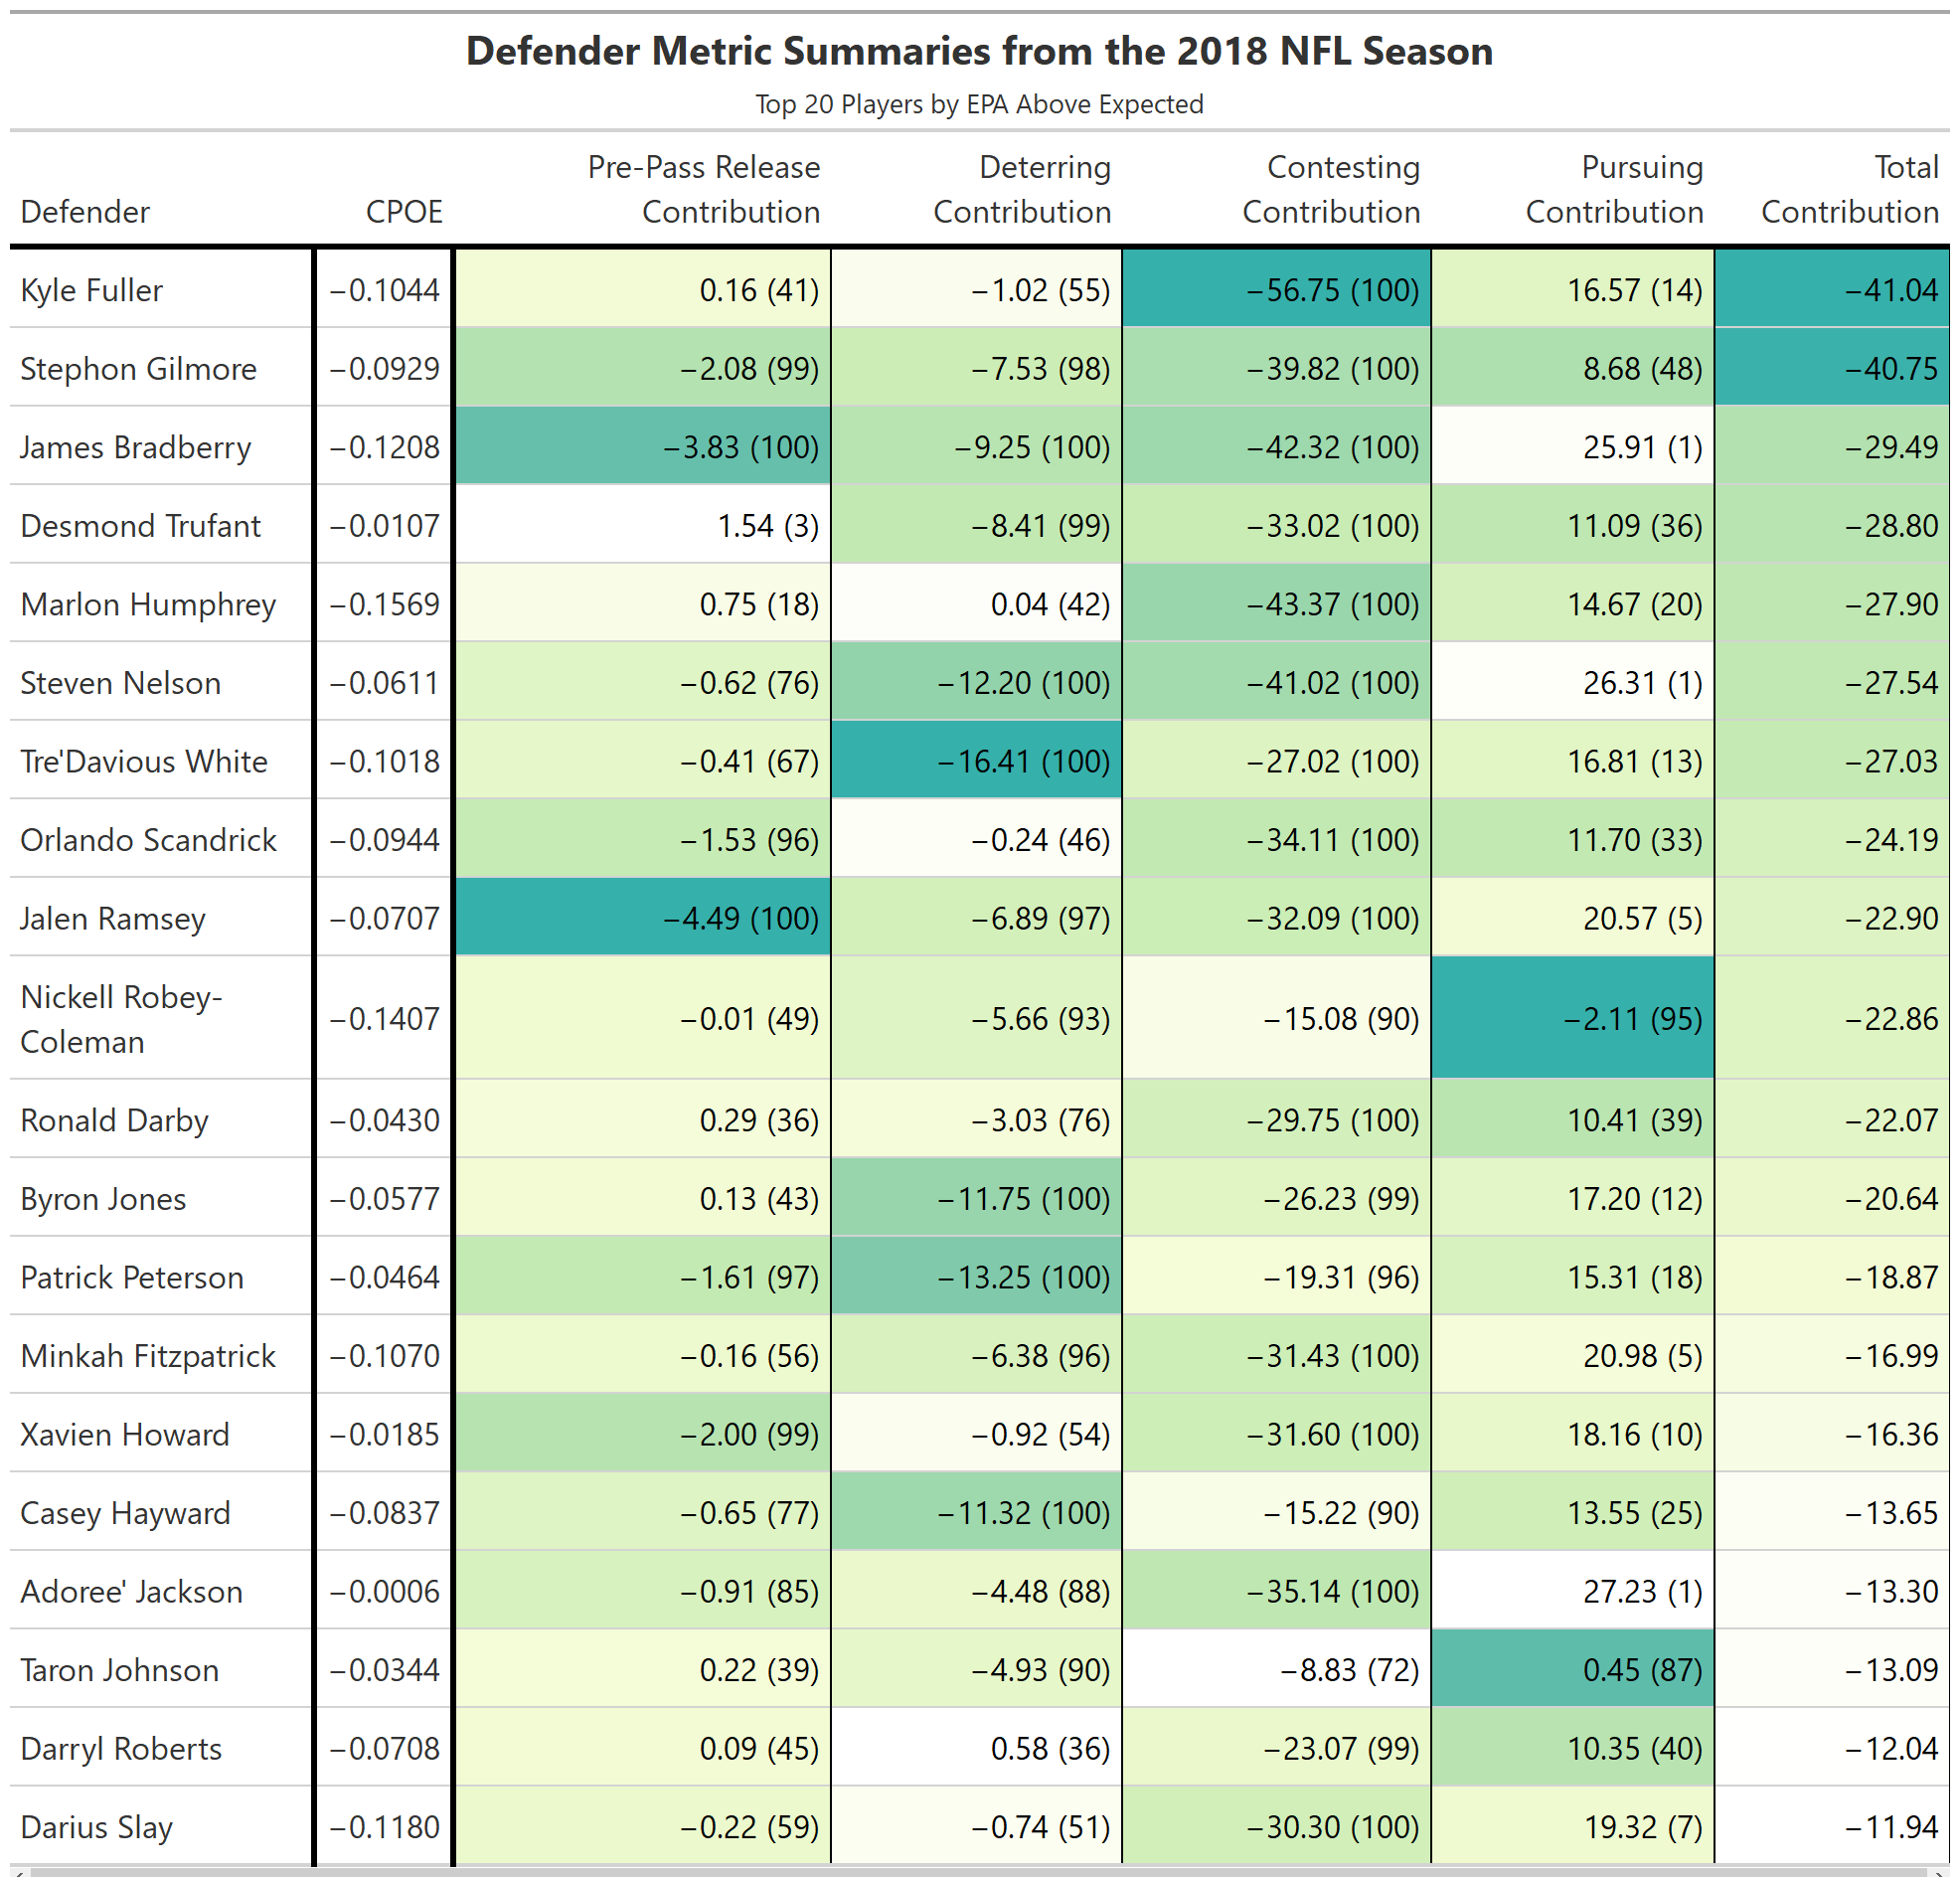 Defender Metric Summaries from the 2018 NFL Season
Top 20 Players by EPA Above Expected
Defender CPOE Pre-Pass Release Contribution Deterring Contribution Contesting Contribution Pursuing Contribution Total Contribution
Kyle Fuller −0.1044 0.16 (41) −1.02 (55) −56.75 (100) 16.57 (14) −41.04
Stephon Gilmore −0.0929 −2.08 (99) −7.53 (98) −39.82 (100) 8.68 (48) −40.75
James Bradberry −0.1208 −3.83 (100) −9.25 (100) −42.32 (100) 25.91 (1) −29.49
Desmond Trufant −0.0107 1.54 (3) −8.41 (99) −33.02 (100) 11.09 (36) −28.80
Marlon Humphrey −0.1569 0.75 (18) 0.04 (42) −43.37 (100) 14.67 (20) −27.90
Steven Nelson −0.0611 −0.62 (76) −12.20 (100) −41.02 (100) 26.31 (1) −27.54
Tre'Davious White −0.1018 −0.41 (67) −16.41 (100) −27.02 (100) 16.81 (13) −27.03
Orlando Scandrick −0.0944 −1.53 (96) −0.24 (46) −34.11 (100) 11.70 (33) −24.19
Jalen Ramsey −0.0707 −4.49 (100) −6.89 (97) −32.09 (100) 20.57 (5) −22.90
Nickell Robey-Coleman −0.1407 −0.01 (49) −5.66 (93) −15.08 (90) −2.11 (95) −22.86
Ronald Darby −0.0430 0.29 (36) −3.03 (76) −29.75 (100) 10.41 (39) −22.07
Byron Jones −0.0577 0.13 (43) −11.75 (100) −26.23 (99) 17.20 (12) −20.64
Patrick Peterson −0.0464 −1.61 (97) −13.25 (100) −19.31 (96) 15.31 (18) −18.87
Minkah Fitzpatrick −0.1070 −0.16 (56) −6.38 (96) −31.43 (100) 20.98 (5) −16.99
Xavien Howard −0.0185 −2.00 (99) −0.92 (54) −31.60 (100) 18.16 (10) −16.36
Casey Hayward −0.0837 −0.65 (77) −11.32 (100) −15.22 (90) 13.55 (25) −13.65
Adoree' Jackson −0.0006 −0.91 (85) −4.48 (88) −35.14 (100) 27.23 (1) −13.30
Taron Johnson −0.0344 0.22 (39) −4.93 (90) −8.83 (72) 0.45 (87) −13.09
Darryl Roberts −0.0708 0.09 (45) 0.58 (36) −23.07 (99) 10.35 (40) −12.04
Darius Slay −0.1180 −0.22 (59) −0.74 (51) −30.30 (100) 19.32 (7) −11.94